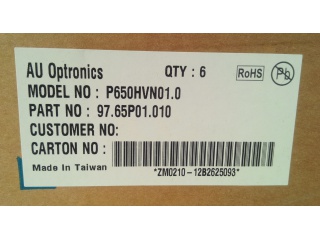 AU Optronics QTY : 6 RoHS Pb
MODEL NO : P650HVN01.0
PART NO : 97.65P01.010
CUSTOMER NO:
CARTON NO :
Made In Taiwan *ZM0210-12B2625093*